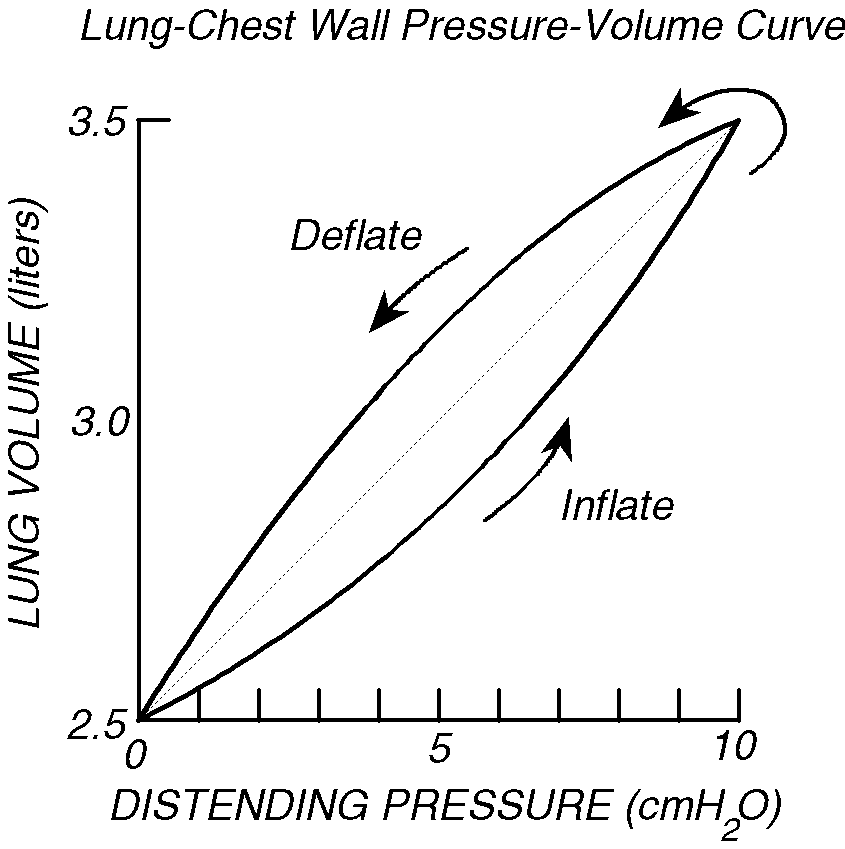 Lung-Chest Wall Pressure-Volume Curve
3.5
Deflate
LUNG VOLUME (liters)
3.0
Inflate
2.5
0
5
10
DISTENDING PRESSURE (cmH2O)